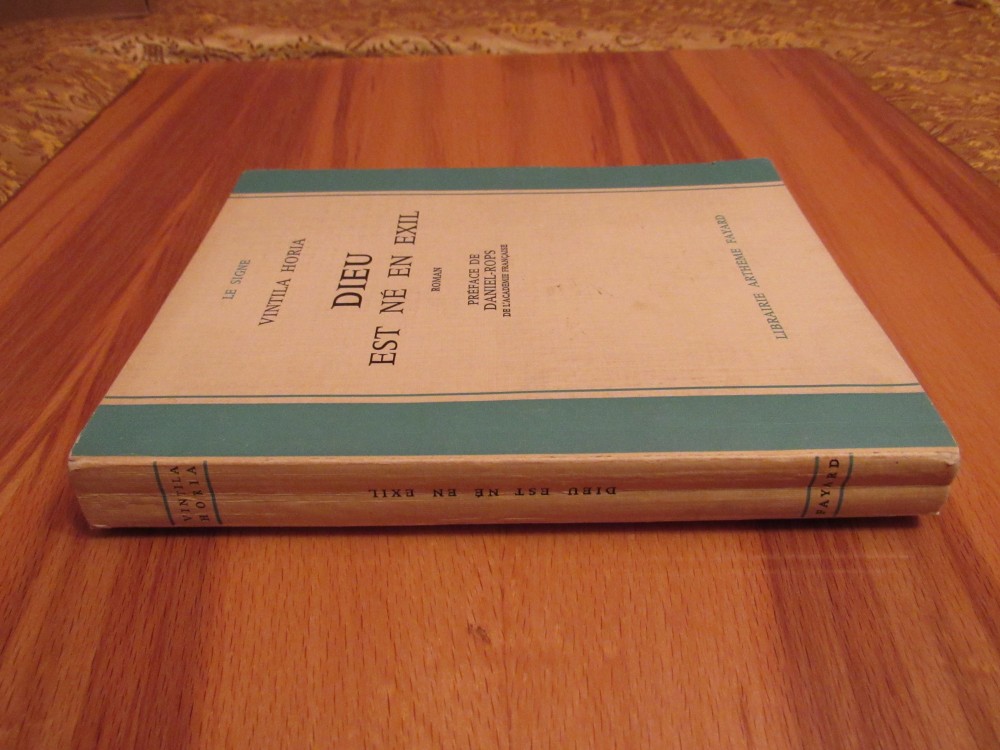 LE SIGNE
VINTILA HORIA
DIEU
EST NÉ EN EXIL
ROMAN
PRÉFACE DE
DANIEL-ROPS
DE L'ACADÉMIE FRANÇAISE
LIBRAIRIE ARTHÈME FAYARD
VINTILA
HORIA
DIEU EST NÉ EN EXIL
FAYARD